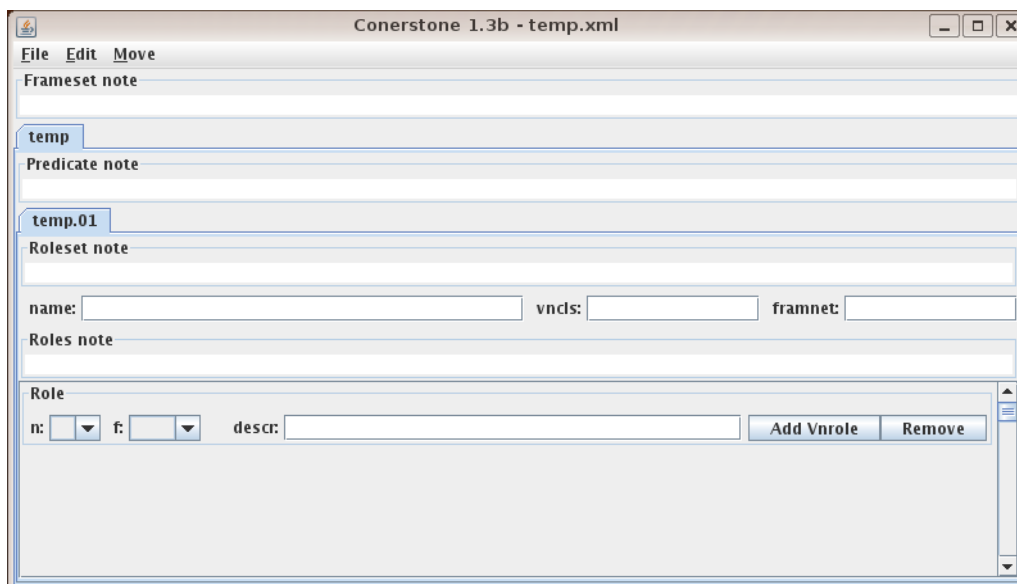 Conerstone 1.3b - temp.xml
File Edit Move
Frameset note
temp
Predicate note
temp.01
Roleset note
name: vncls: framnet:
Roles note
Role
n: f: descr: Add Vnrole Remove